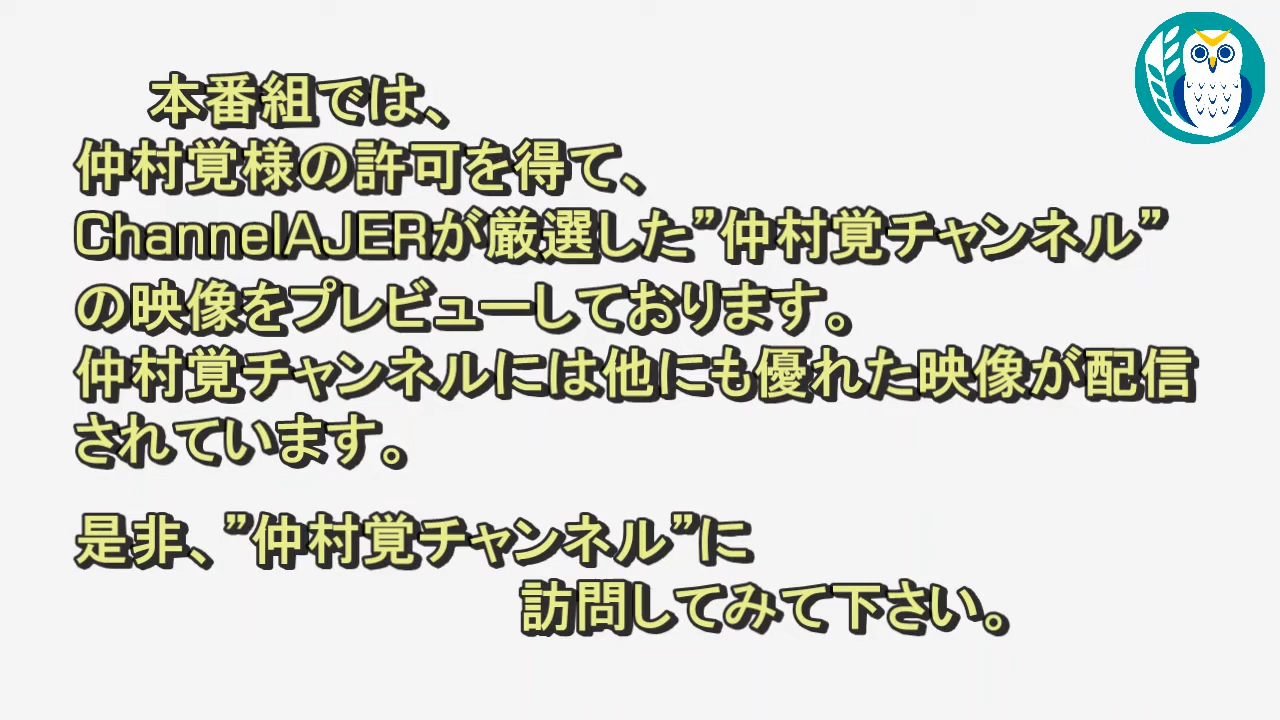 本番組では、
仲村覚様の許可を得て、
ChannelAJERが厳選した”仲村覚チャンネル”
の映像をプレビューしております。
仲村覚チャンネルには他にも優れた映像が配信
されています。
是非、”仲村覚チャンネル”に
訪問してみて下さい。